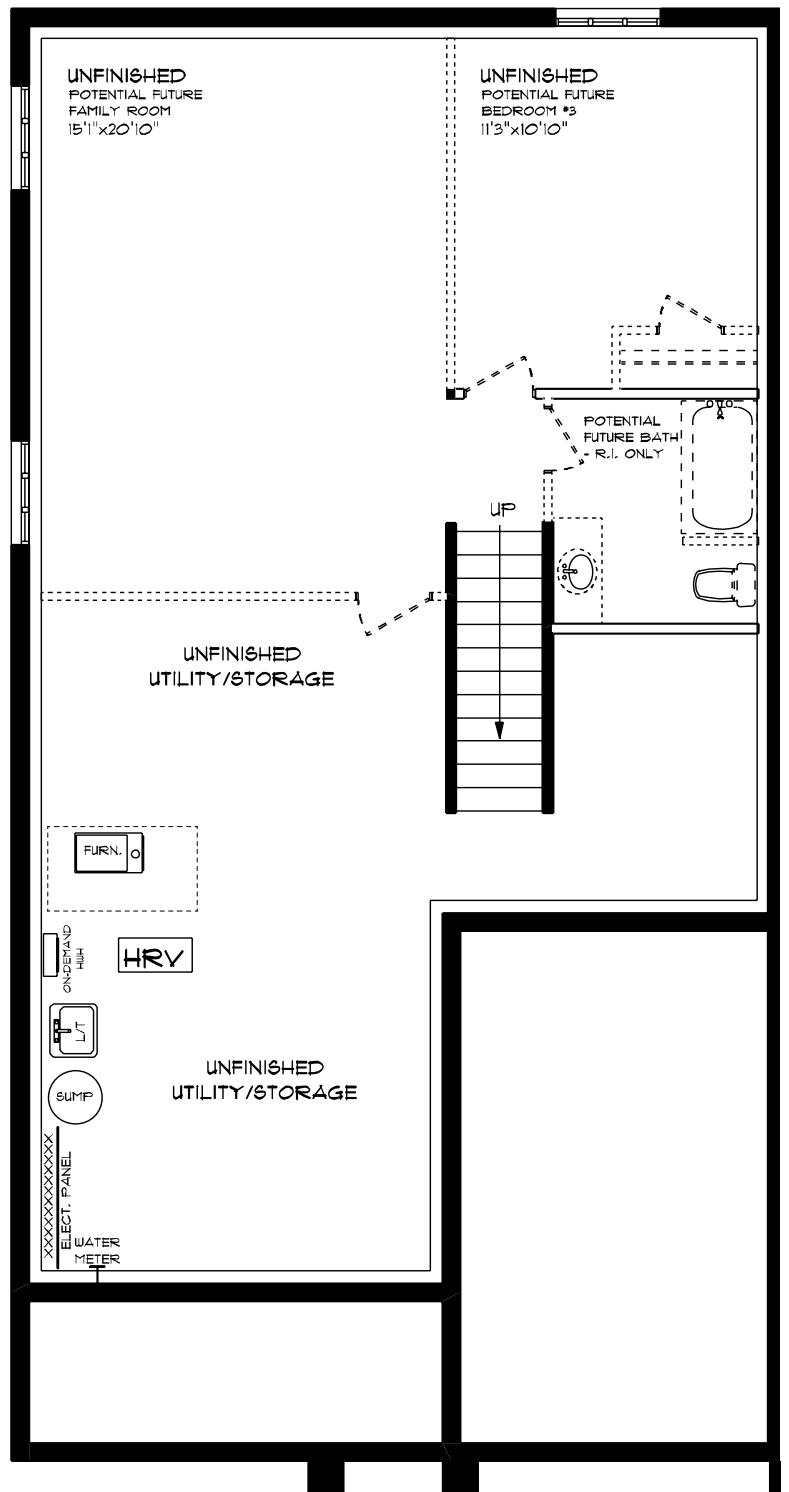 UNFINISHED
POTENTIAL FUTURE
FAMILY ROOM
15'1"x20'10"
UNFINISHED
POTENTIAL FUTURE
BEDROOM #3
11'3"x10'10"
POTENTIAL
FUTURE BATH
- R.I. ONLY
UP
UNFINISHED
UTILITY/STORAGE
FURN.
ON-DEMAND
HWH
HRV
L/T
UNFINISHED
UTILITY/STORAGE
SUMP
XXXXXXXXXXXXX
ELECT. PANEL
WATER
METER